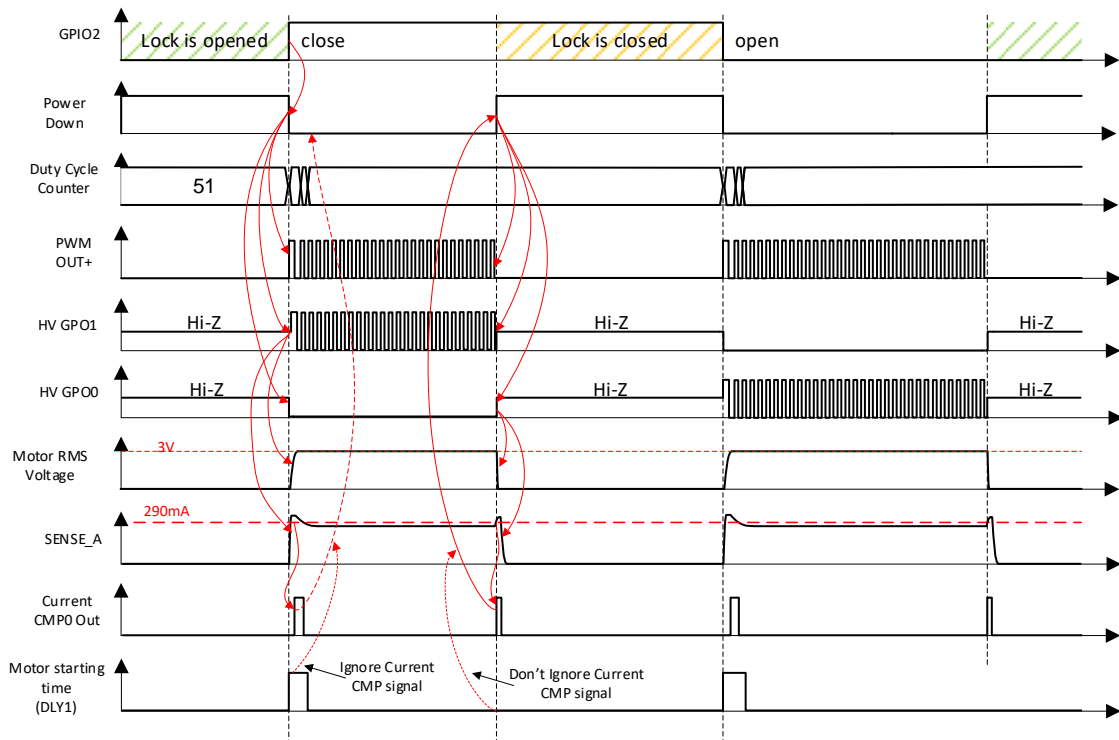 GPIO2
Lock is opened
close
Lock is closed
open
Power
Down
Duty Cycle
Counter
51
PWM
OUT+
HV GPO1
Hi-Z
Hi-Z
Hi-Z
HV GPO0
Hi-Z
Hi-Z
Hi-Z
Motor RMS
Voltage
3V
290mA
SENSE_A
Current
CMP0 Out
Motor starting
time
(DLY1)
Ignore Current
CMP signal
Don't Ignore Current
CMP signal